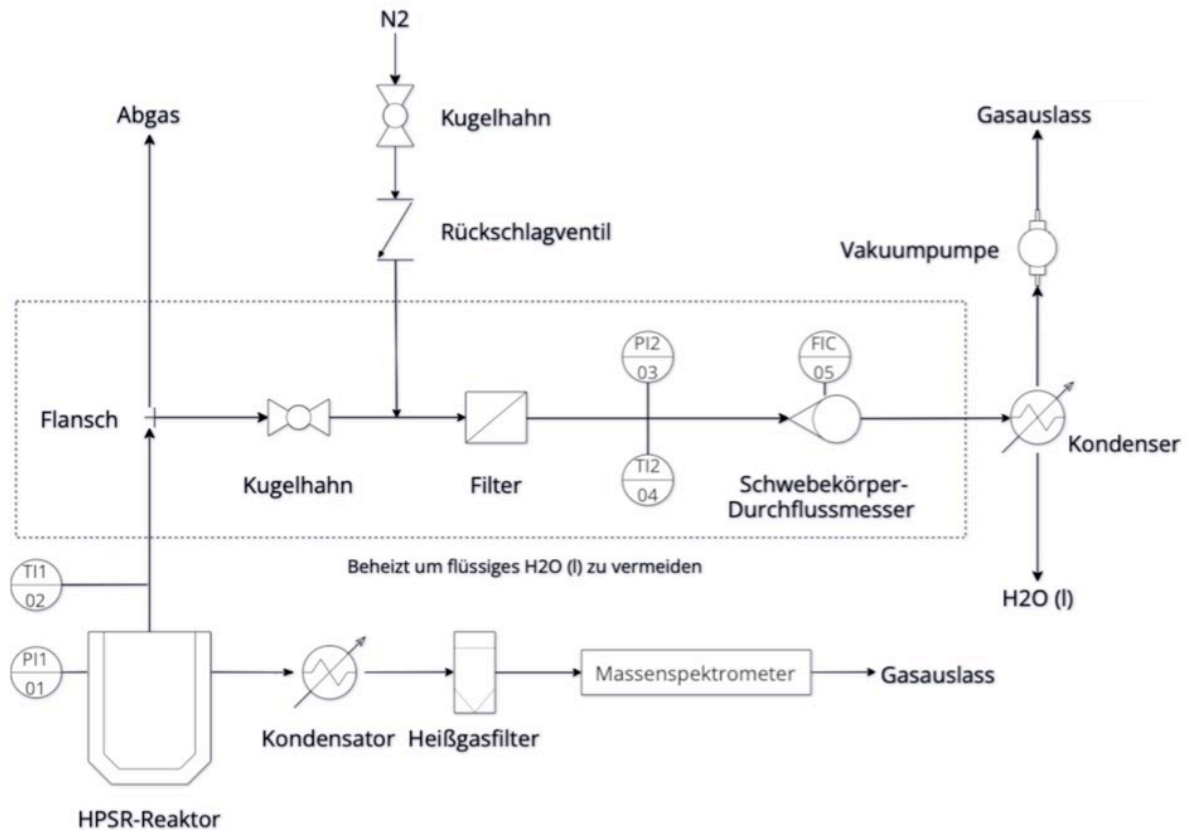 N2
Abgas
Kugelhahn
Gasauslass
Rückschlagventil
Vakuumpumpe
PI2
03
FIC
05
Flansch
Kondenser
TI2
04
Kugelhahn
Filter
Schwebekörper-
Durchflussmesser
Beheizt um flüssiges H2O (l) zu vermeiden
TI1
02
H2O (l)
PI1
01
Massenspektrometer
Gasauslass
Kondensator
Heißgasfilter
HPSR-Reaktor